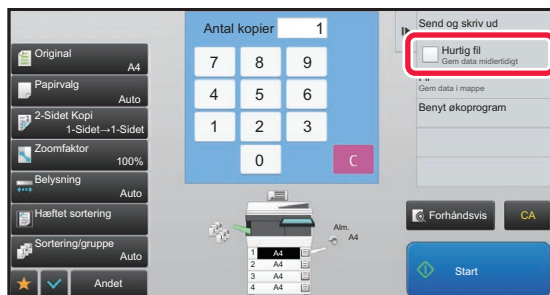 Original
A4
Papirvalg
Auto
2-Sidet Kopi
1-Sidet→1-Sidet
Zoomfaktor
100%
Belysning
Auto
Hæftet sortering
Sortering/gruppe
Auto
Andet
Antal kopier 1
7 8 9
4 5 6
1 2 3
0 C
Alm.
A4
1 A4
2 A4
3 A4
4 A4
Send og skriv ud
Hurtig fil
Gem data midlertidigt
Gem data i mappe
Benyt økoprogram
Forhåndsvis
CA
Start